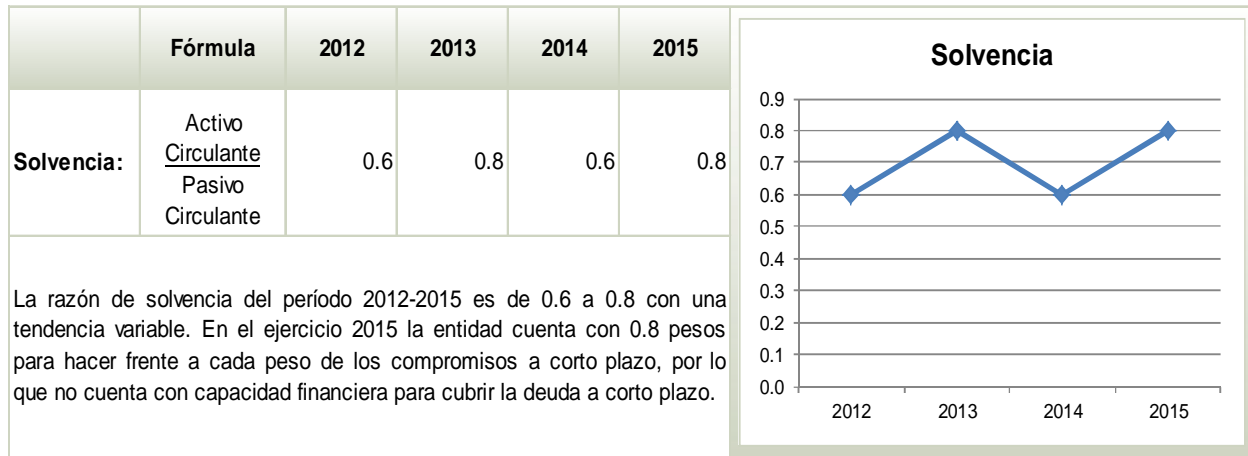 Fórmula 2012 2013 2014 2015
Solvencia:
Activo
Circulante
Pasivo
Circulante
0.6 0.8 0.6 0.8
La razón de solvencia del período 2012-2015 es de 0.6 a 0.8 con una
tendencia variable. En el ejercicio 2015 la entidad cuenta con 0.8 pesos
para hacer frente a cada peso de los compromisos a corto plazo, por lo
que no cuenta con capacidad financiera para cubrir la deuda a corto plazo.
Solvencia
0.9
0.8
0.7
0.6
0.5
0.4
0.3
0.2
0.1
0.0
2012 2013 2014 2015